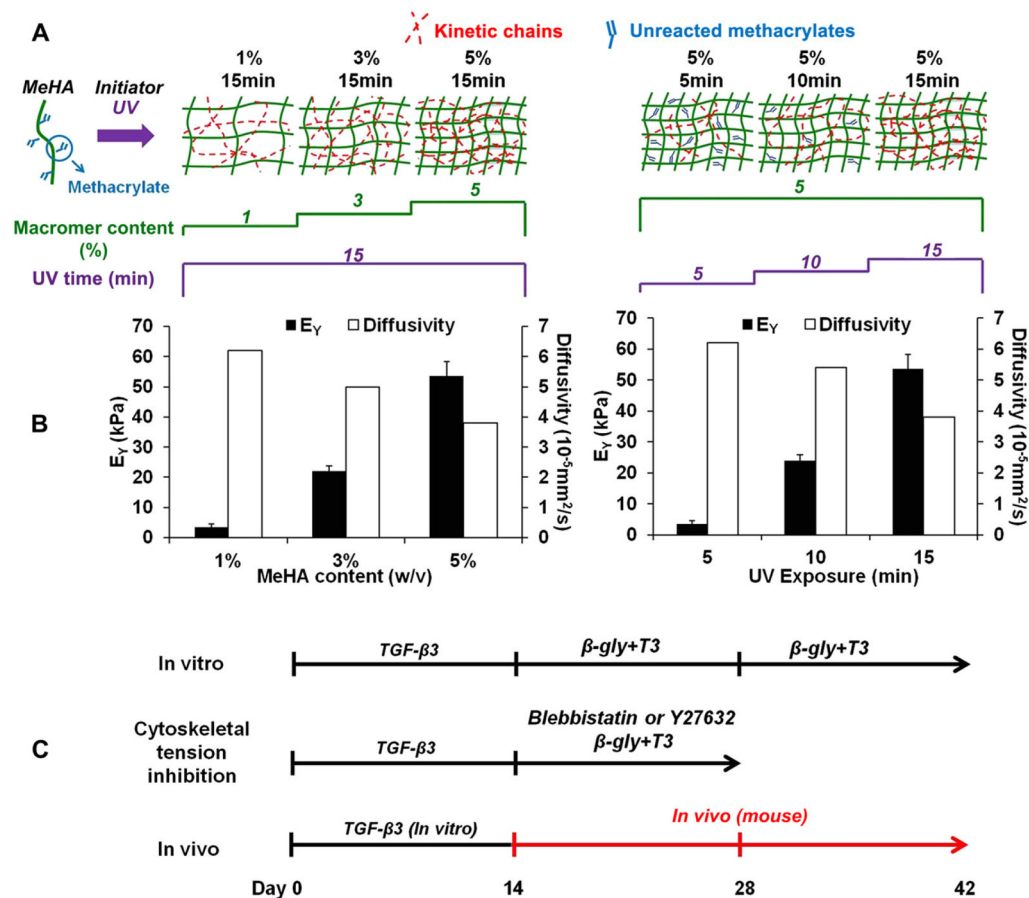 A
Kinetic chains
Unreacted methacrylates
MeHA
Initiator
UV
Methacrylate
1%
15min
3%
15min
5%
15min
5%
5min
5%
10min
5%
15min
Macromer content
(%)
1
3
5
5
UV time (min)
15
5
10
15
B
E_Y
Diffusivity
70
60
50
40
30
20
10
0
E_Y (kPa)
7
6
5
4
3
2
1
0
Diffusivity (10⁻⁵mm²/s)
1%
3%
5%
MeHA content (w/v)
E_Y
Diffusivity
70
60
50
40
30
20
10
0
E_Y (kPa)
7
6
5
4
3
2
1
0
Diffusivity (10⁻⁵mm²/s)
5
10
15
UV Exposure (min)
C
In vitro
TGF-β3
β-gly+T3
β-gly+T3
Cytoskeletal
tension
inhibition
TGF-β3
Blebbistatin or Y27632
β-gly+T3
In vivo
TGF-β3 (In vitro)
In vivo (mouse)
Day 0
14
28
42